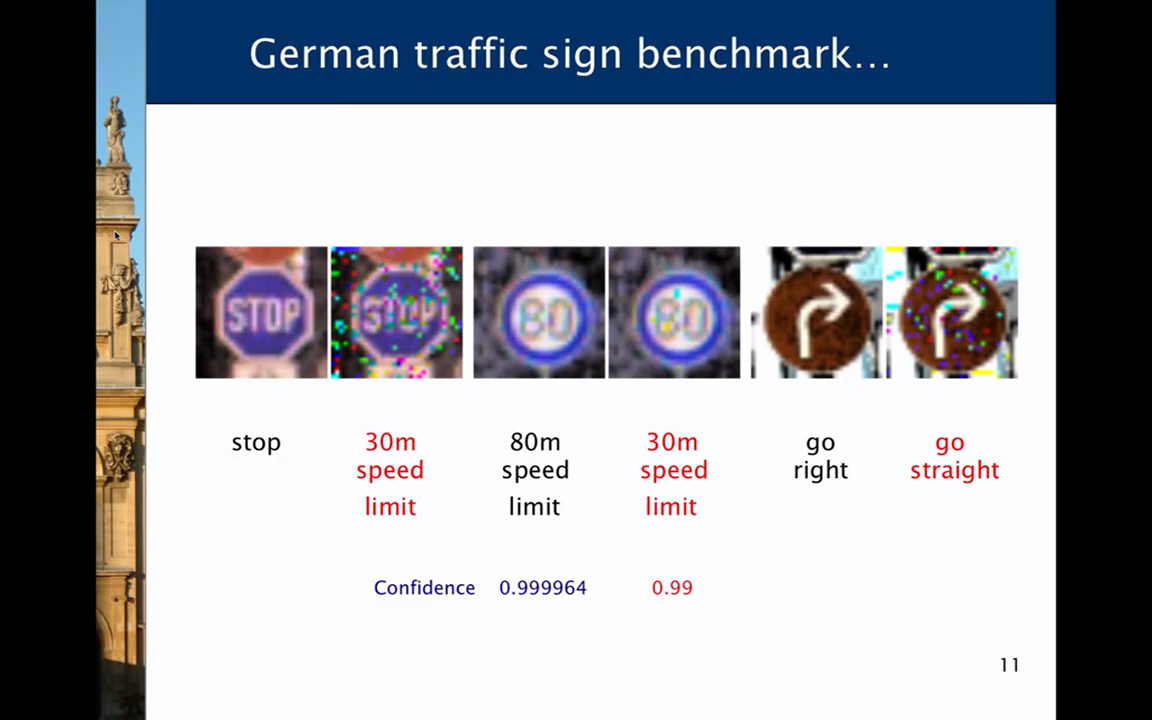 German traffic sign benchmark...
STOP
STOP
80
80
stop
30m
speed
limit
80m
speed
limit
30m
speed
limit
go
right
go
straight
Confidence 0.999964 0.99
11